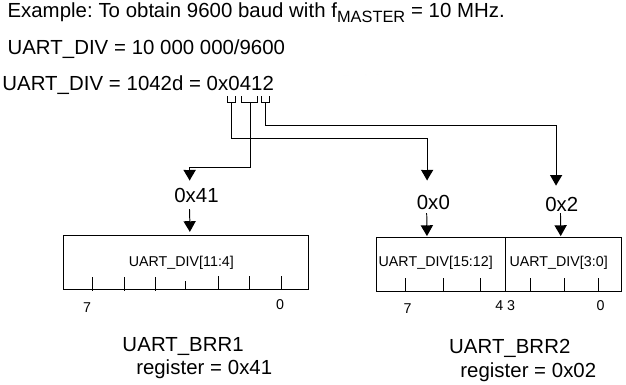 Example: To obtain 9600 baud with fMASTER = 10 MHz.
UART_DIV = 10 000 000/9600
UART_DIV = 1042d = 0x0412
0x41
0x0
0x2
UART_DIV[11:4]
UART_DIV[15:12]
UART_DIV[3:0]
7
0
7
4 3
0
UART_BRR1
register = 0x41
UART_BRR2
register = 0x02